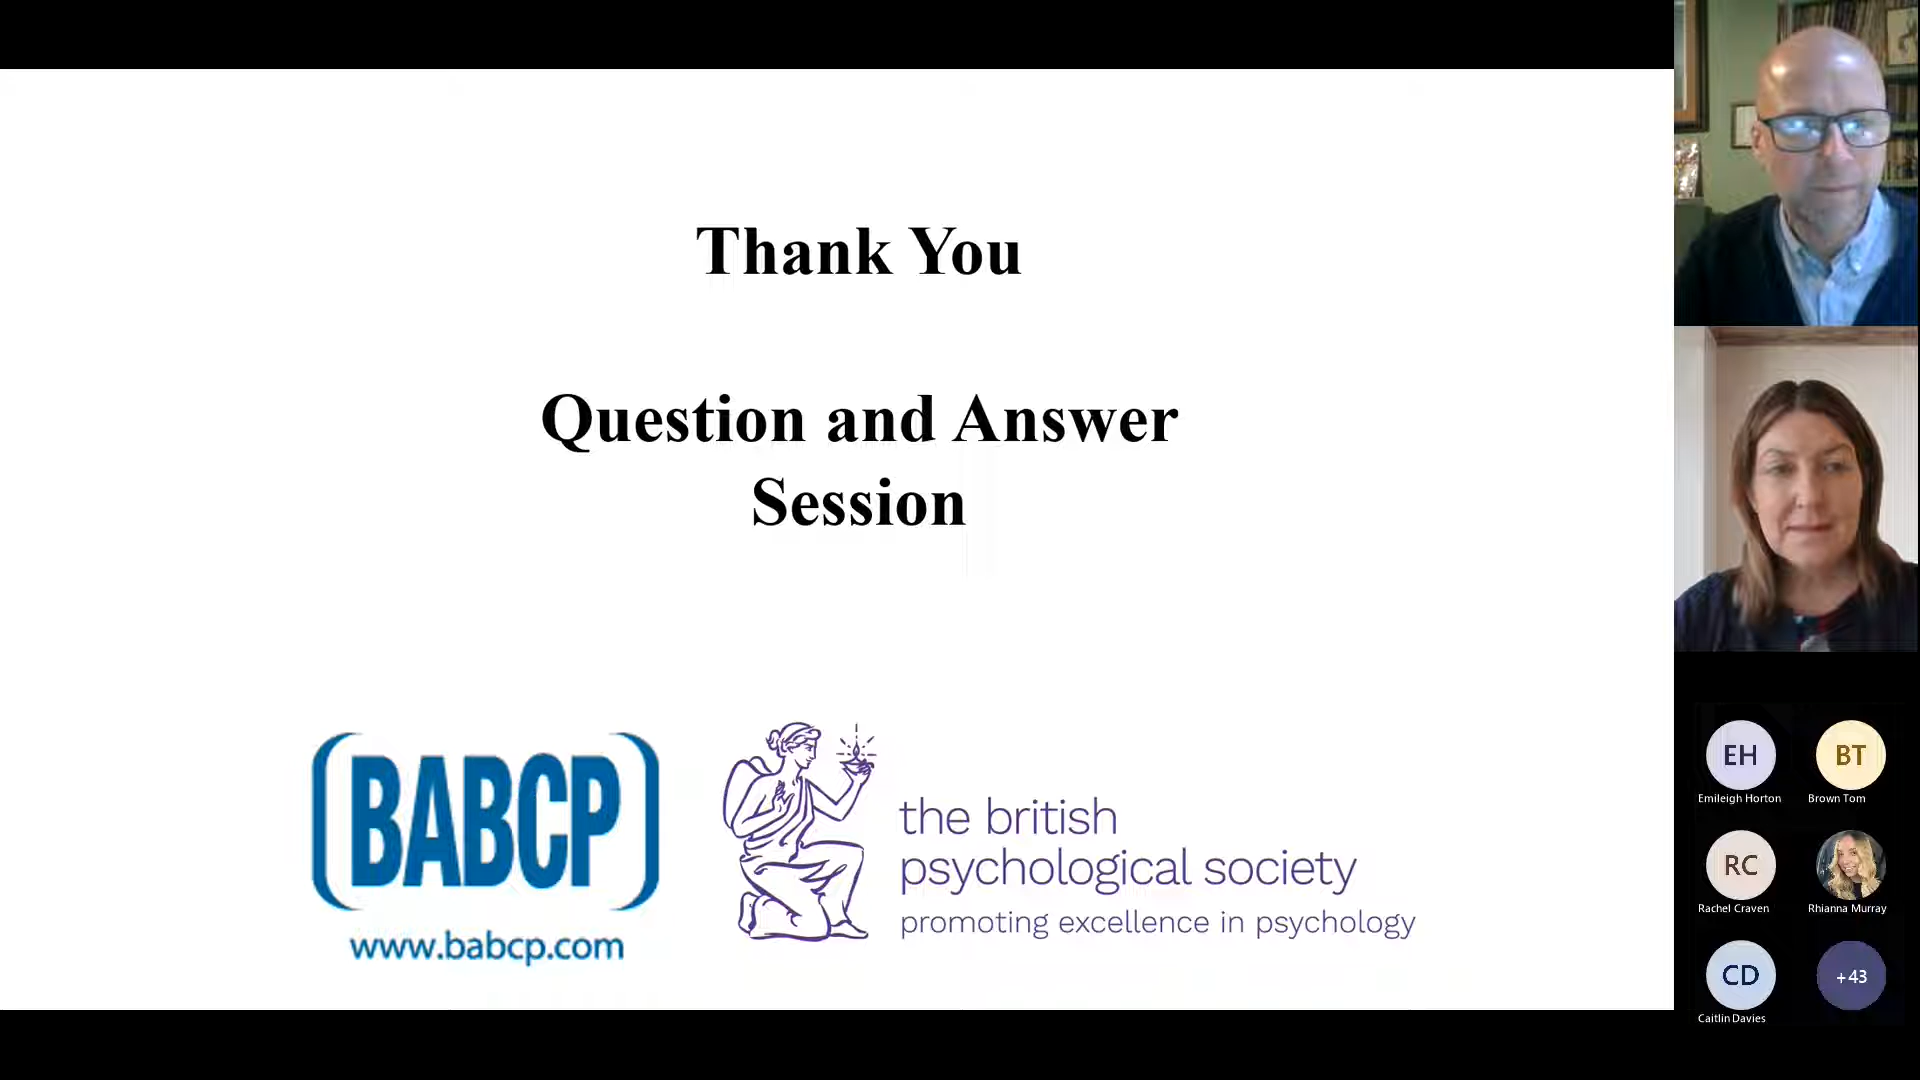 Thank You
Question and Answer
Session
BABCP
www.babcp.com
the british
psychological society
promoting excellence in psychology
EH
BT
Emileigh Horton
Brown Tom
RC
Rachel Craven
Rhianna Murray
CD
+43
Caitlin Davies